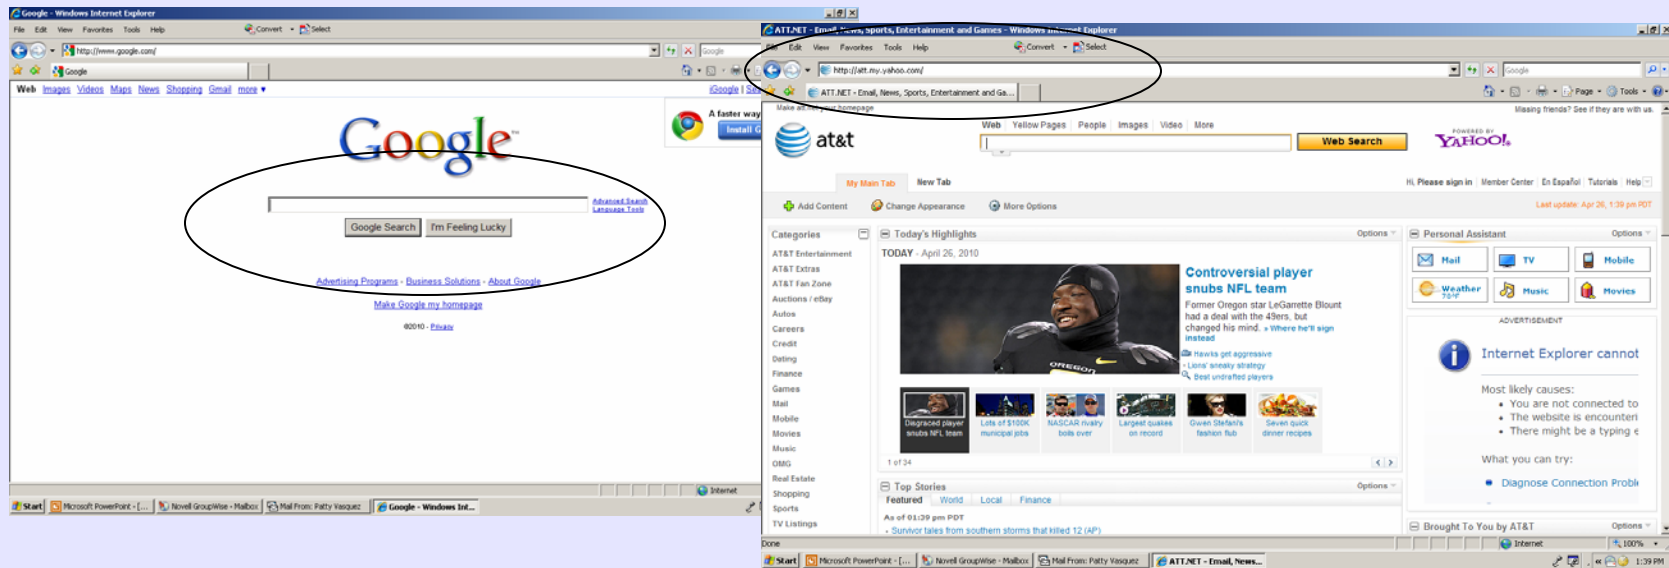 Google - Windows Internet Explorer
File Edit View Favorites Tools Help
Convert Select
http://www.google.com/
Google
Google
Web Images Videos Maps News Shopping Gmail more
iGoogle
A faster way
Install G
Google
Advanced Search
Language Tools
Google Search I'm Feeling Lucky
Advertising Programs - Business Solutions - About Google
Make Google my homepage
©2010 - Privacy
Internet
Start Microsoft PowerPoint - [... Novell GroupWise - Mailbox Mail From: Patty Vasquez Google - Windows Int...
ATT.NET - Email, News, Sports, Entertainment and Games - Windows Internet Explorer
Edit View Favorites Tools Help
Convert Select
http://att.my.yahoo.com/
Google
ATT.NET - Email, News, Sports, Entertainment and Ga...
Page Tools
Make att.net your homepage
Missing friends? See if they are with us.
at&t
Web Yellow Pages People Images Video More
Web Search
POWERED BY
YAHOO!
My Main Tab New Tab
Hi, Please sign in Member Center En Español Tutorials Help
Add Content Change Appearance More Options
Last update: Apr 26, 1:39 pm PDT
Categories
AT&T Entertainment
AT&T Extras
AT&T Fan Zone
Auctions / eBay
Autos
Careers
Credit
Dating
Finance
Games
Mail
Mobile
Movies
Music
OMG
Real Estate
Shopping
Sports
TV Listings
Today's Highlights Options
TODAY - April 26, 2010
OREGON
Controversial player
snubs NFL team
Former Oregon star LeGarrette Blount
had a deal with the 49ers, but
changed his mind. » Where he'll sign
instead
Hawks get aggressive
Lions' sneaky strategy
Best undrafted players
Disgraced player
snubs NFL team
Lots of $100K
municipal jobs
NASCAR rivalry
boils over
Largest quakes
on record
Gwen Stefani's
fashion flub
Seven quick
dinner recipes
1 of 34
Top Stories Options
Featured World Local Finance
As of 01:39 pm PDT
Survivor tales from southern storms that killed 12 (AP)
Personal Assistant Options
Mail TV Mobile
Weather
70°F
Music Movies
ADVERTISEMENT
Internet Explorer cannot
Most likely causes:
You are not connected to
The website is encounteri
There might be a typing e
What you can try:
Diagnose Connection Proble
Brought To You by AT&T Options
Done
Internet 100%
Start Microsoft PowerPoint - [... Novell GroupWise - Mailbox Mail From: Patty Vasquez ATT.NET - Email, News...
1:39 PM